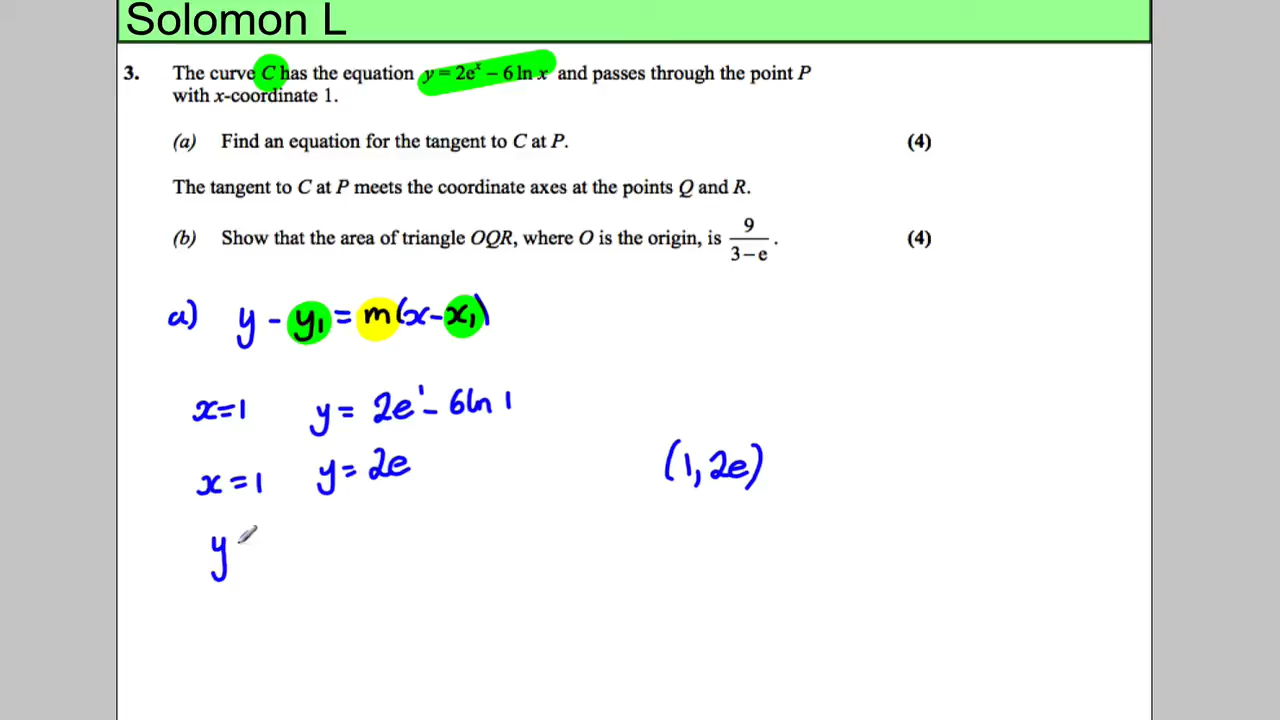 Solomon L
3. The curve C has the equation y = 2eˣ – 6 ln x and passes through the point P
with x-coordinate 1.
(a) Find an equation for the tangent to C at P. (4)
The tangent to C at P meets the coordinate axes at the points Q and R.
(b) Show that the area of triangle OQR, where O is the origin, is 9/(3 – e). (4)
a) y - y₁ = m(x - x₁)
x=1 y = 2e¹ - 6ln 1
x = 1 y = 2e (1, 2e)
y